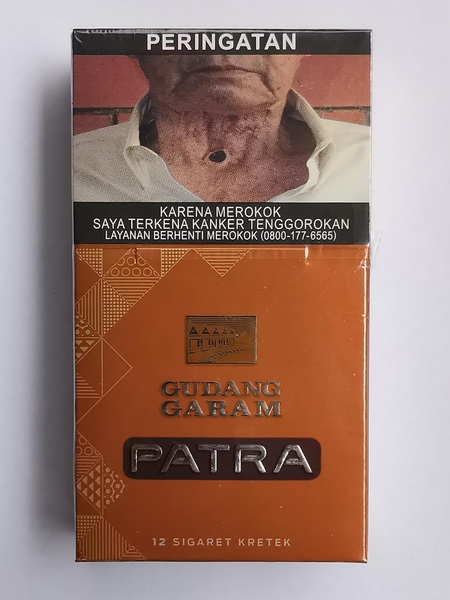 PERINGATAN
KARENA MEROKOK
SAYA TERKENA KANKER TENGGOROKAN
LAYANAN BERHENTI MEROKOK (0800-177-6565)
GUDANG
GARAM
PATRA
12 SIGARET KRETEK